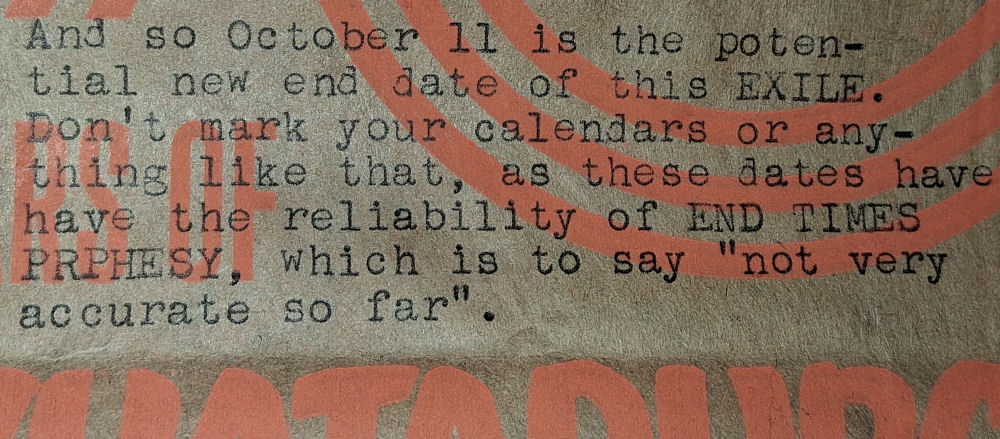 And so October 11 is the poten-
tial new end date of this EXILE.
Don't mark your calendars or any-
thing like that, as these dates have
have the reliability of END TIMES
PRPHESY, which is to say "not very
accurate so far".
RS OF